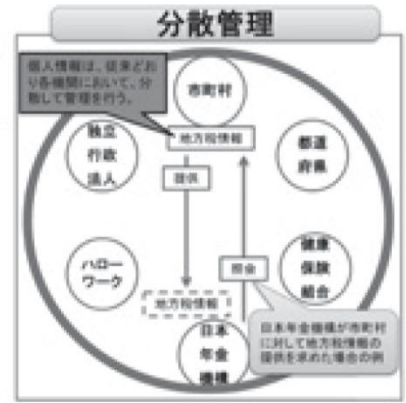 分散管理
個人情報は、従来どお
り各機関において、分
散して管理を行う。
市町村
地方税情報
独立
行政
法人
都道
府県
提供
ハロー
ワーク
健康
保険
組合
照会
地方税情報
日本
年金
機構
日本年金機構が市町村
に対して地方税情報の
提供を求めた場合の例